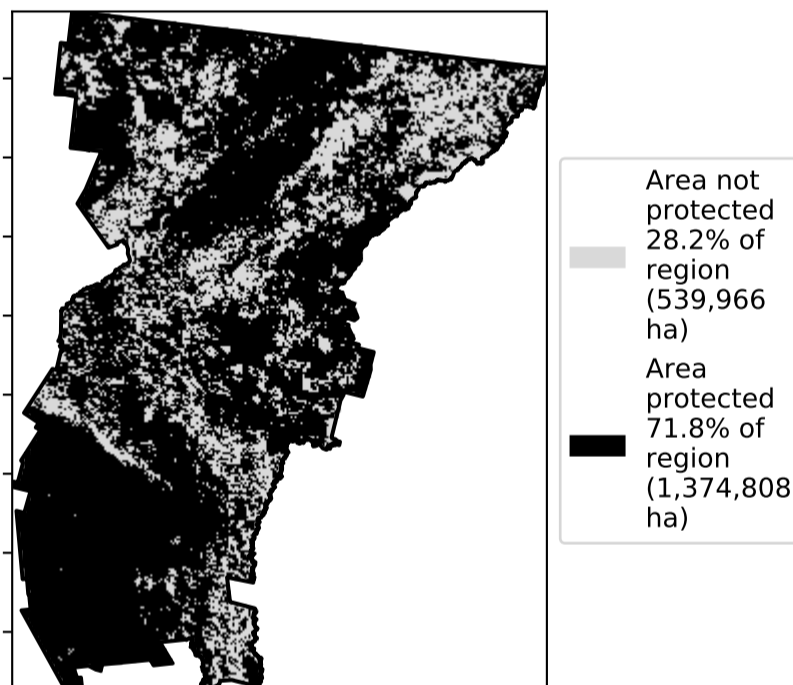 Area not
protected
28.2% of
region
(539,966
ha)
Area
protected
71.8% of
region
(1,374,808
ha)